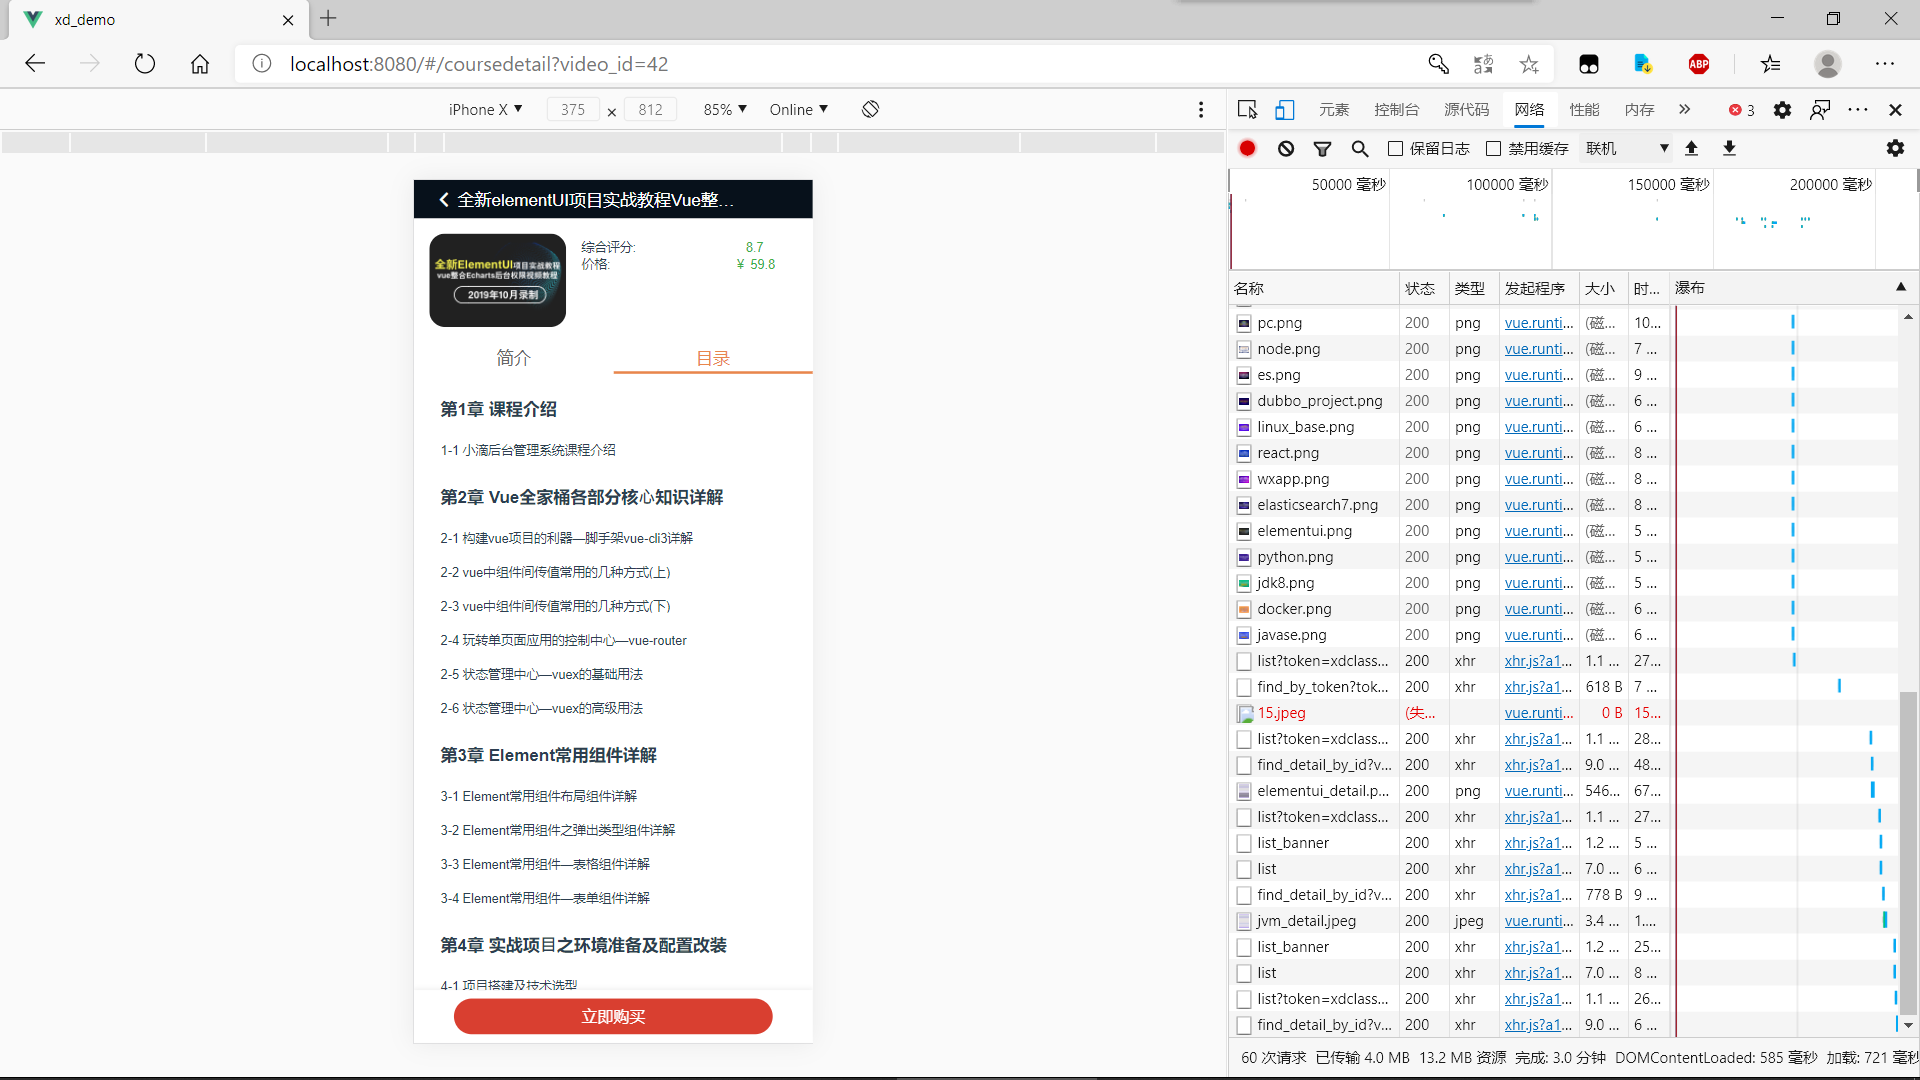 xd_demo
localhost:8080/#/coursedetail?video_id=42
ABP
iPhone X ▼ 375 × 812 85% ▼ Online ▼
全新elementUI项目实战教程Vue整...
全新ElementUI项目实战教程
vue整合Echarts后台权限视频教程
2019年10月录制
综合评分: 8.7
价格: ¥ 59.8
简介 目录
第1章 课程介绍
1-1 小滴后台管理系统课程介绍
第2章 Vue全家桶各部分核心知识详解
2-1 构建vue项目的利器—脚手架vue-cli3详解
2-2 vue中组件间传值常用的几种方式(上)
2-3 vue中组件间传值常用的几种方式(下)
2-4 玩转单页面应用的控制中心—vue-router
2-5 状态管理中心—vuex的基础用法
2-6 状态管理中心—vuex的高级用法
第3章 Element常用组件详解
3-1 Element常用组件布局组件详解
3-2 Element常用组件之弹出类型组件详解
3-3 Element常用组件—表格组件详解
3-4 Element常用组件—表单组件详解
第4章 实战项目之环境准备及配置改装
4-1 项目搭建及技术选型
立即购买
元素 控制台 源代码 网络 性能 内存 3
保留日志 禁用缓存 联机 ▼
50000 毫秒 100000 毫秒 150000 毫秒 200000 毫秒
名称 状态 类型 发起程序 大小 时... 瀑布
pc.png 200 png vue.runti... (磁... 10...
node.png 200 png vue.runti... (磁... 7 ...
es.png 200 png vue.runti... (磁... 9 ...
dubbo_project.png 200 png vue.runti... (磁... 6 ...
linux_base.png 200 png vue.runti... (磁... 6 ...
react.png 200 png vue.runti... (磁... 8 ...
wxapp.png 200 png vue.runti... (磁... 8 ...
elasticsearch7.png 200 png vue.runti... (磁... 8 ...
elementui.png 200 png vue.runti... (磁... 5 ...
python.png 200 png vue.runti... (磁... 5 ...
jdk8.png 200 png vue.runti... (磁... 5 ...
docker.png 200 png vue.runti... (磁... 6 ...
javase.png 200 png vue.runti... (磁... 6 ...
list?token=xdclass... 200 xhr xhr.js?a1... 1.1 ... 27...
find_by_token?tok... 200 xhr xhr.js?a1... 618 B 7 ...
15.jpeg (失... vue.runti... 0 B 15...
list?token=xdclass... 200 xhr xhr.js?a1... 1.1 ... 28...
find_detail_by_id?v... 200 xhr xhr.js?a1... 9.0 ... 48...
elementui_detail.p... 200 png vue.runti... 546... 67...
list?token=xdclass... 200 xhr xhr.js?a1... 1.1 ... 27...
list_banner 200 xhr xhr.js?a1... 1.2 ... 5 ...
list 200 xhr xhr.js?a1... 7.0 ... 6 ...
find_detail_by_id?v... 200 xhr xhr.js?a1... 778 B 9 ...
jvm_detail.jpeg 200 jpeg vue.runti... 3.4 ... 1....
list_banner 200 xhr xhr.js?a1... 1.2 ... 25...
list 200 xhr xhr.js?a1... 7.0 ... 8 ...
list?token=xdclass... 200 xhr xhr.js?a1... 1.1 ... 26...
find_detail_by_id?v... 200 xhr xhr.js?a1... 9.0 ... 6 ...
60 次请求 已传输 4.0 MB 13.2 MB 资源 完成: 3.0 分钟 DOMContentLoaded: 585 毫秒 加载: 721 毫秒